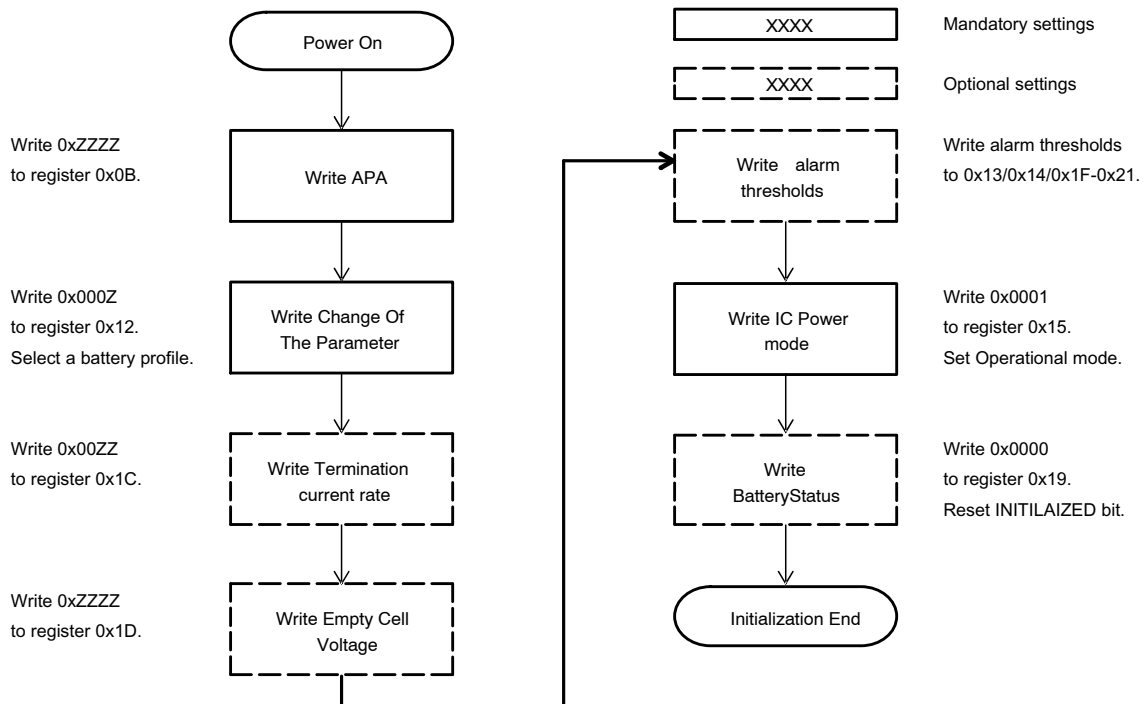 Power On
Write 0xZZZZ
to register 0x0B.
Write APA
Write 0x000Z
to register 0x12.
Select a battery profile.
Write Change Of
The Parameter
Write 0x00ZZ
to register 0x1C.
Write Termination
current rate
Write 0xZZZZ
to register 0x1D.
Write Empty Cell
Voltage
XXXX
Mandatory settings
XXXX
Optional settings
Write alarm
thresholds
Write alarm thresholds
to 0x13/0x14/0x1F-0x21.
Write IC Power
mode
Write 0x0001
to register 0x15.
Set Operational mode.
Write
BatteryStatus
Write 0x0000
to register 0x19.
Reset INITILAIZED bit.
Initialization End